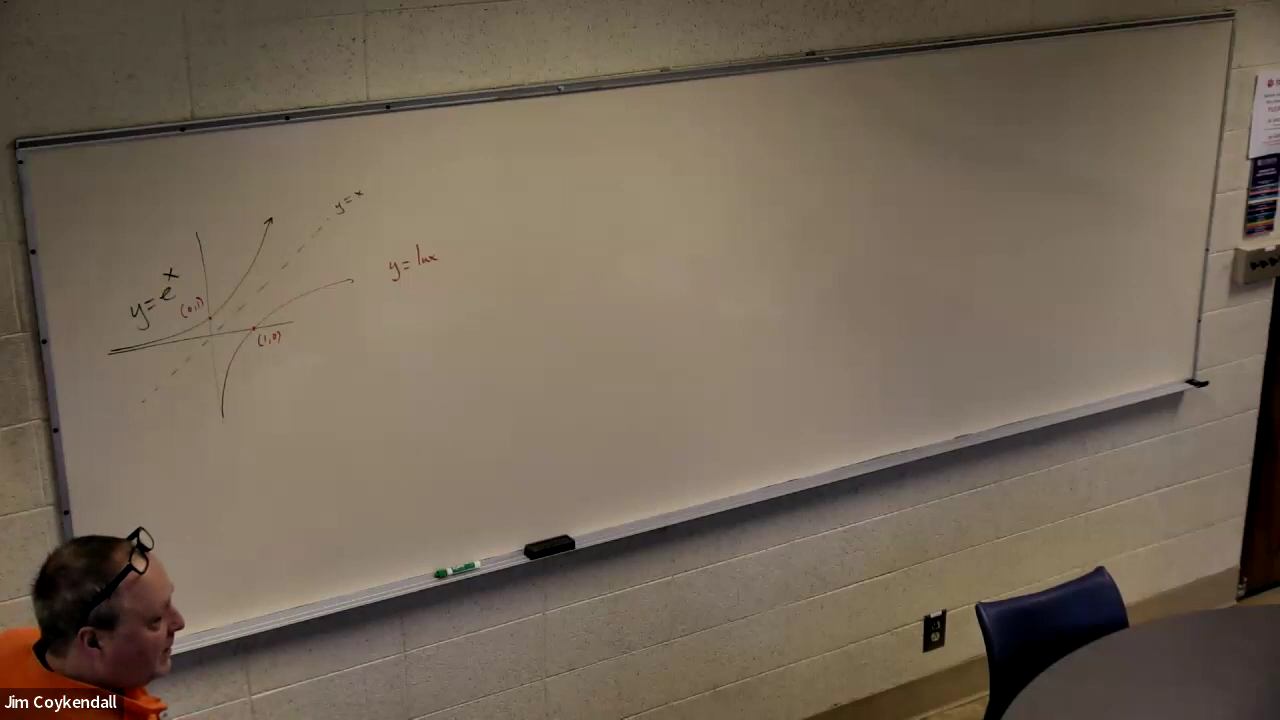 y = x
y = ln x
y = e^x
(0,1)
(1,0)
Jim Coykendall